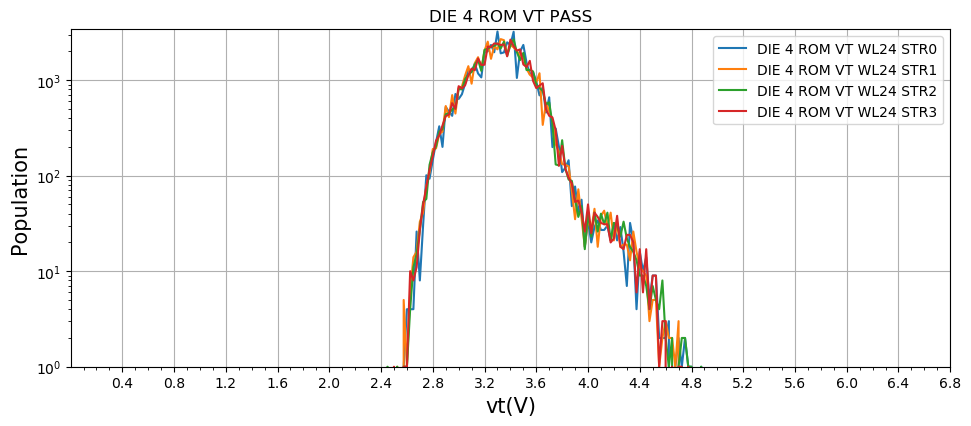 DIE 4 ROM VT PASS
DIE 4 ROM VT WL24 STR0
DIE 4 ROM VT WL24 STR1
DIE 4 ROM VT WL24 STR2
DIE 4 ROM VT WL24 STR3
Population
10³
10²
10¹
10⁰
0.4 0.8 1.2 1.6 2.0 2.4 2.8 3.2 3.6 4.0 4.4 4.8 5.2 5.6 6.0 6.4 6.8
vt(V)